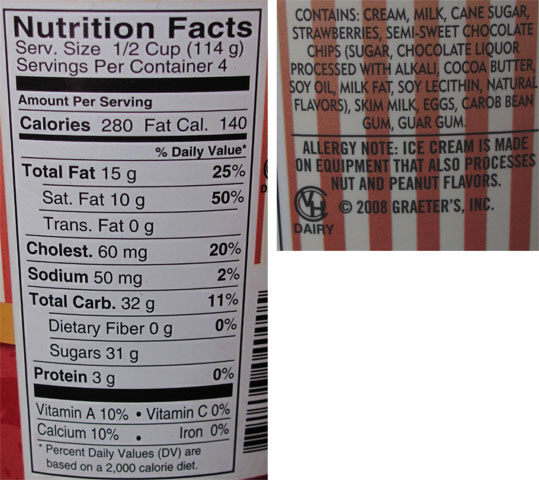 Nutrition Facts
Serv. Size 1/2 Cup (114 g)
Servings Per Container 4
Amount Per Serving
Calories 280 Fat Cal. 140
% Daily Value*
Total Fat 15 g 25%
Sat. Fat 10 g 50%
Trans. Fat 0 g
Cholest. 60 mg 20%
Sodium 50 mg 2%
Total Carb. 32 g 11%
Dietary Fiber 0 g 0%
Sugars 31 g
Protein 3 g 0%
Vitamin A 10% • Vitamin C 0%
Calcium 10% • Iron 0%
* Percent Daily Values (DV) are
based on a 2,000 calorie diet.
CONTAINS: CREAM, MILK, CANE SUGAR,
STRAWBERRIES, SEMI-SWEET CHOCOLATE
CHIPS (SUGAR, CHOCOLATE LIQUOR
PROCESSED WITH ALKALI, COCOA BUTTER,
SOY OIL, MILK FAT, SOY LECITHIN, NATURAL
FLAVORS), SKIM MILK, EGGS, CAROB BEAN
GUM, GUAR GUM.
ALLERGY NOTE: ICE CREAM IS MADE
ON EQUIPMENT THAT ALSO PROCESSES
NUT AND PEANUT FLAVORS.
© 2008 GRAETER'S, INC.
DAIRY